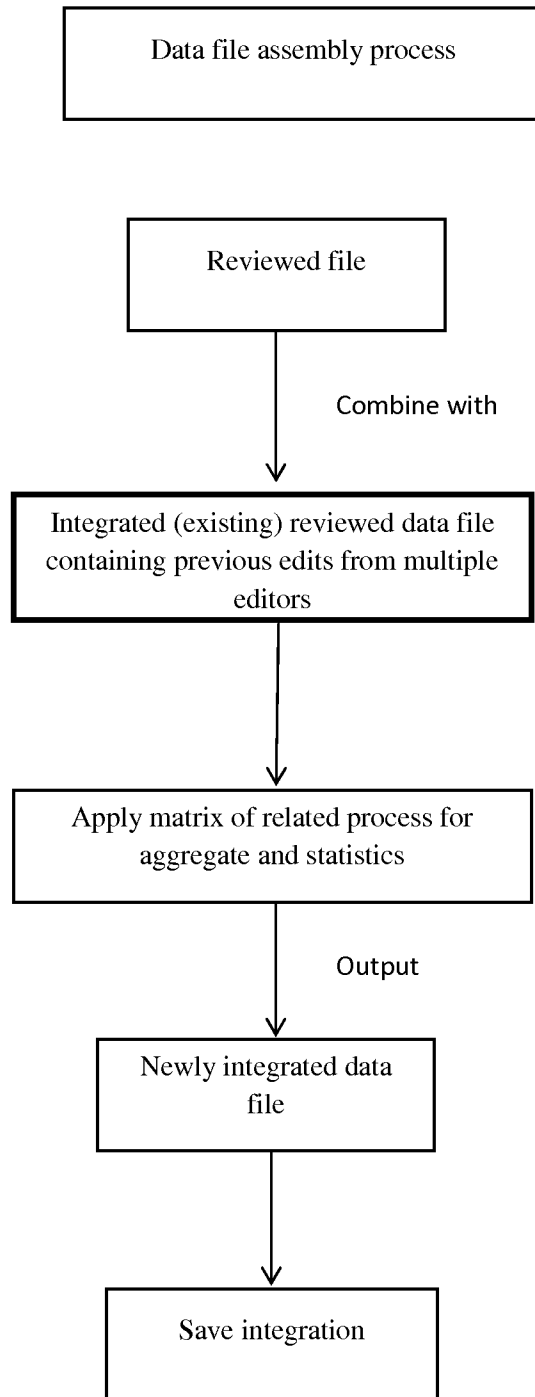 Data file assembly process
Reviewed file
Combine with
Integrated (existing) reviewed data file
containing previous edits from multiple
editors
Apply matrix of related process for
aggregate and statistics
Output
Newly integrated data
file
Save integration